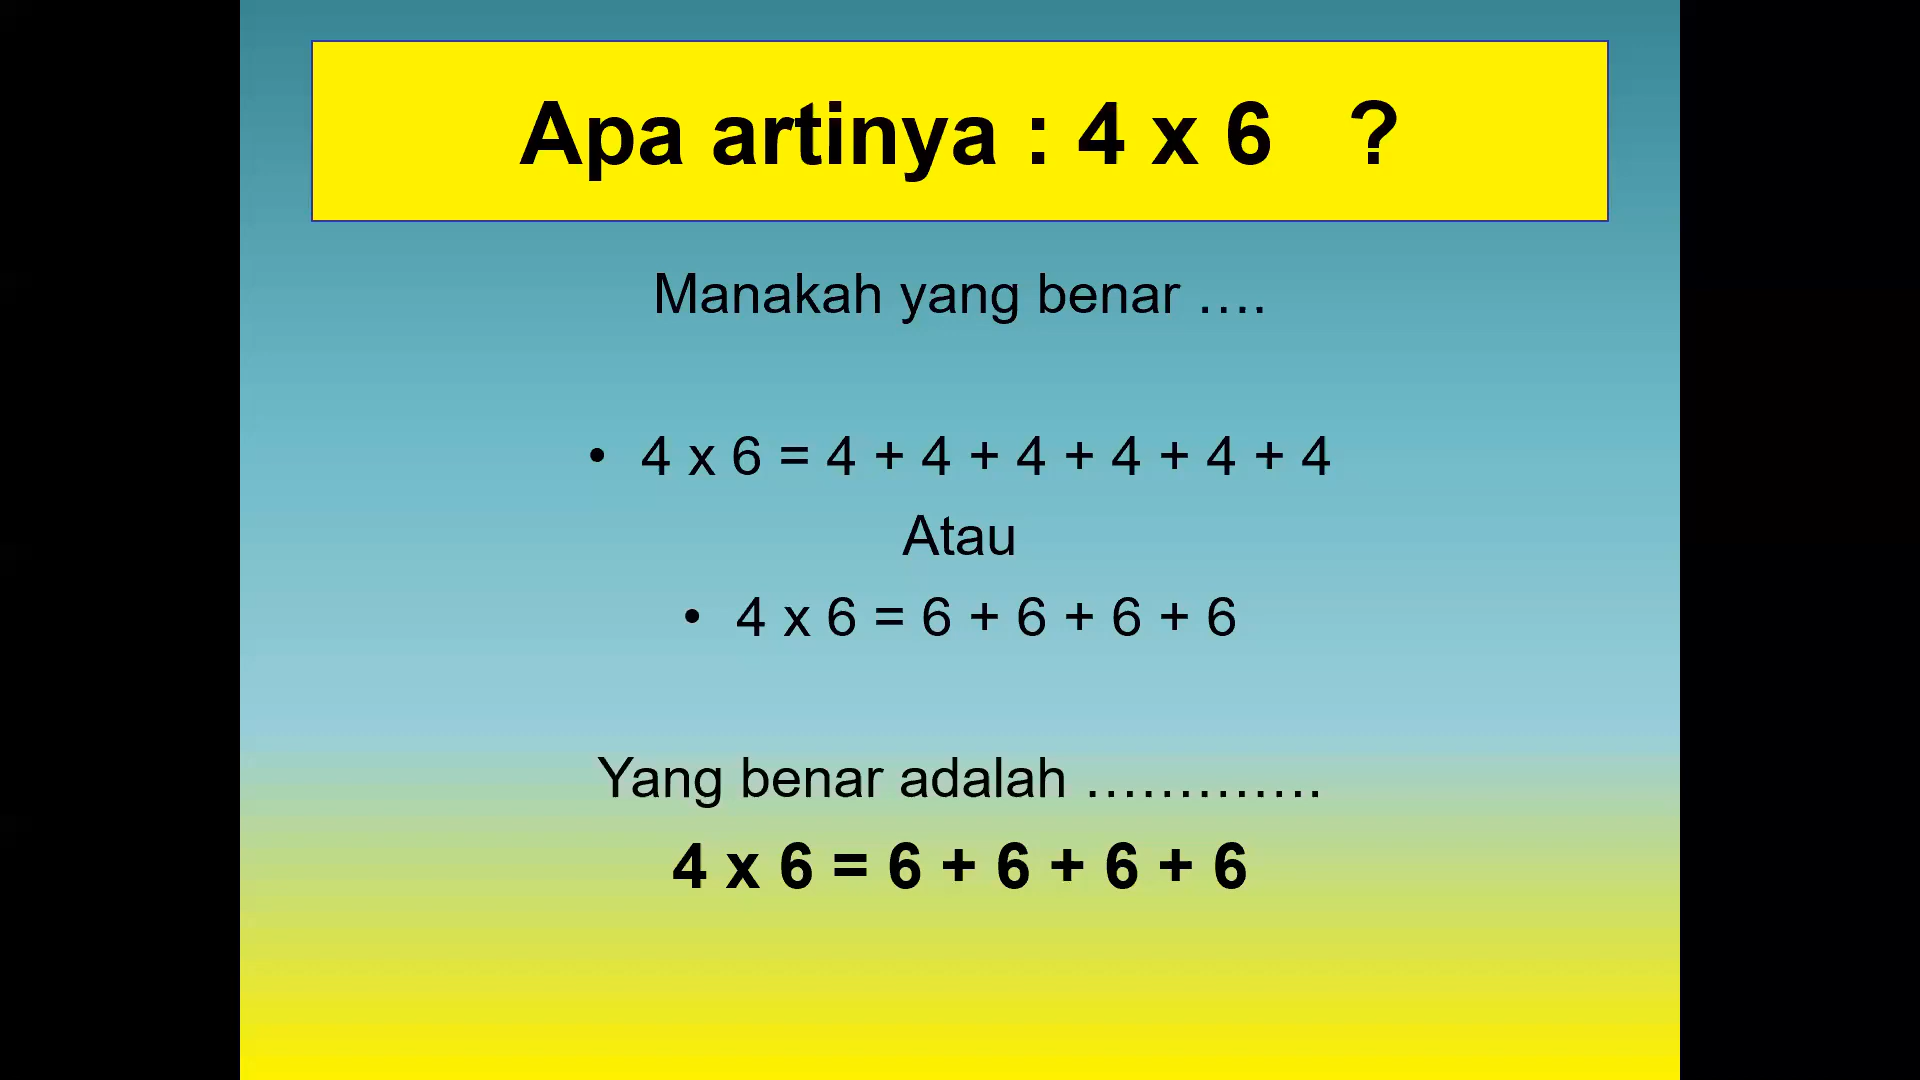 Apa artinya : 4 x 6 ?
Manakah yang benar ….
• 4 x 6 = 4 + 4 + 4 + 4 + 4 + 4
Atau
• 4 x 6 = 6 + 6 + 6 + 6
Yang benar adalah ………….
4 x 6 = 6 + 6 + 6 + 6